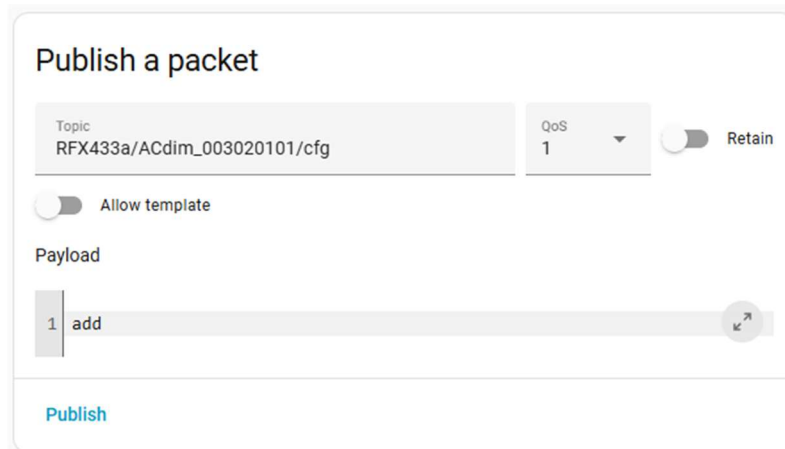 Publish a packet
Topic
RFX433a/ACdim_003020101/cfg
QoS
1
Retain
Allow template
Payload
1 add
Publish